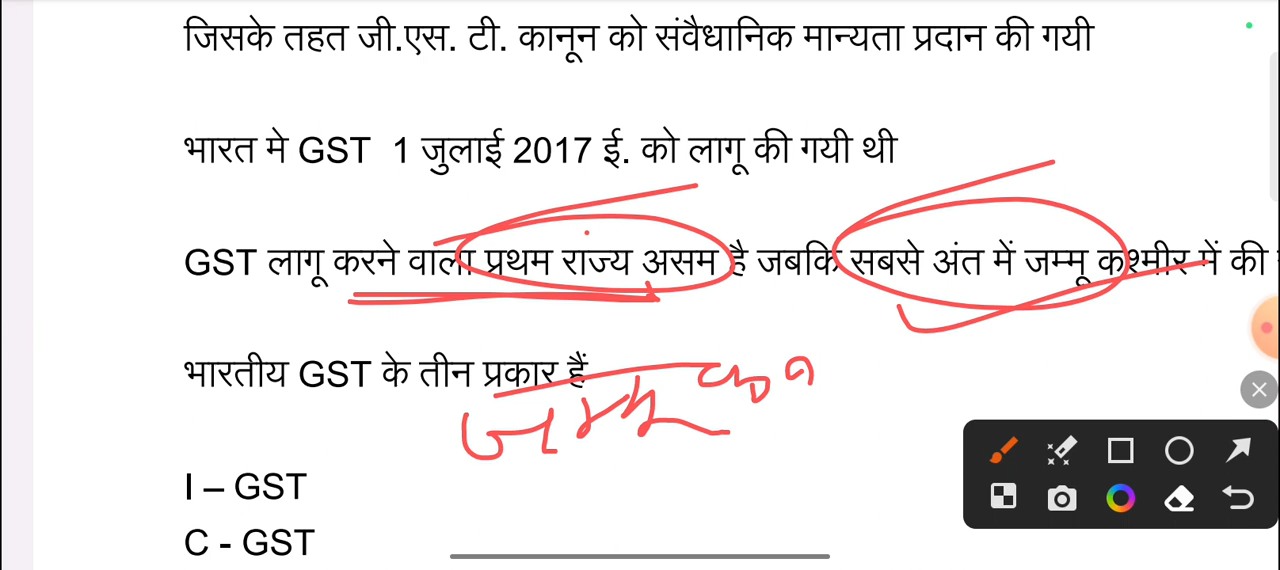 जिसके तहत जी.एस. टी. कानून को संवैधानिक मान्यता प्रदान की गयी
भारत मे GST 1 जुलाई 2017 ई. को लागू की गयी थी
GST लागू करने वाला प्रथम राज्य असम है जबकि सबसे अंत में जम्मू कश्मीर में की
भारतीय GST के तीन प्रकार हैं
I – GST
C - GST